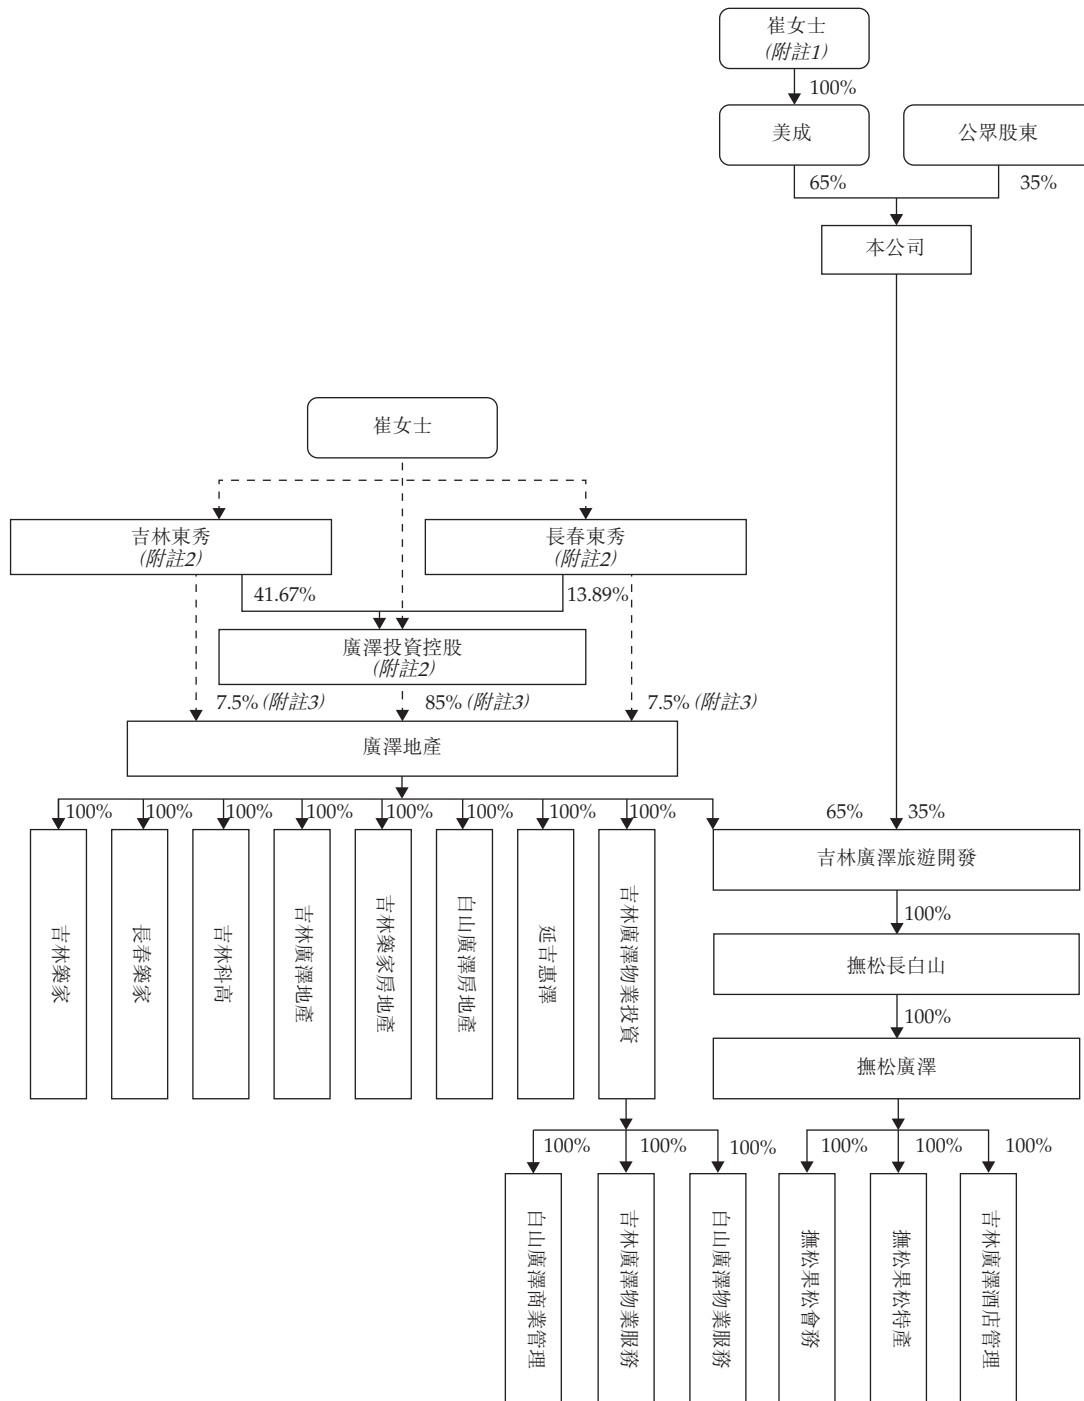 崔女士
(附註1)
100%
美成
公眾股東
65%
35%
本公司
崔女士
吉林東秀
(附註2)
長春東秀
(附註2)
41.67%
13.89%
廣澤投資控股
(附註2)
7.5% (附註3)
85% (附註3)
7.5% (附註3)
廣澤地產
100%
100%
100%
100%
100%
100%
100%
100%
65%
35%
吉林築家
長春築家
吉林科高
吉林廣澤地產
吉林築家房地產
白山廣澤房地產
延吉惠澤
吉林廣澤物業投資
吉林廣澤旅遊開發
100%
撫松長白山
100%
撫松廣澤
100%
100%
100%
100%
100%
100%
白山廣澤商業管理
吉林廣澤物業服務
白山廣澤物業服務
撫松果松會務
撫松果松特產
吉林廣澤酒店管理